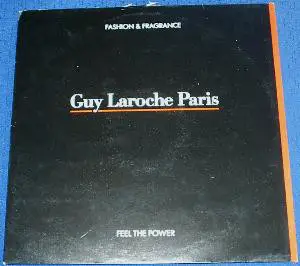 FASHION & FRAGRANCE
Guy Laroche Paris
FEEL THE POWER